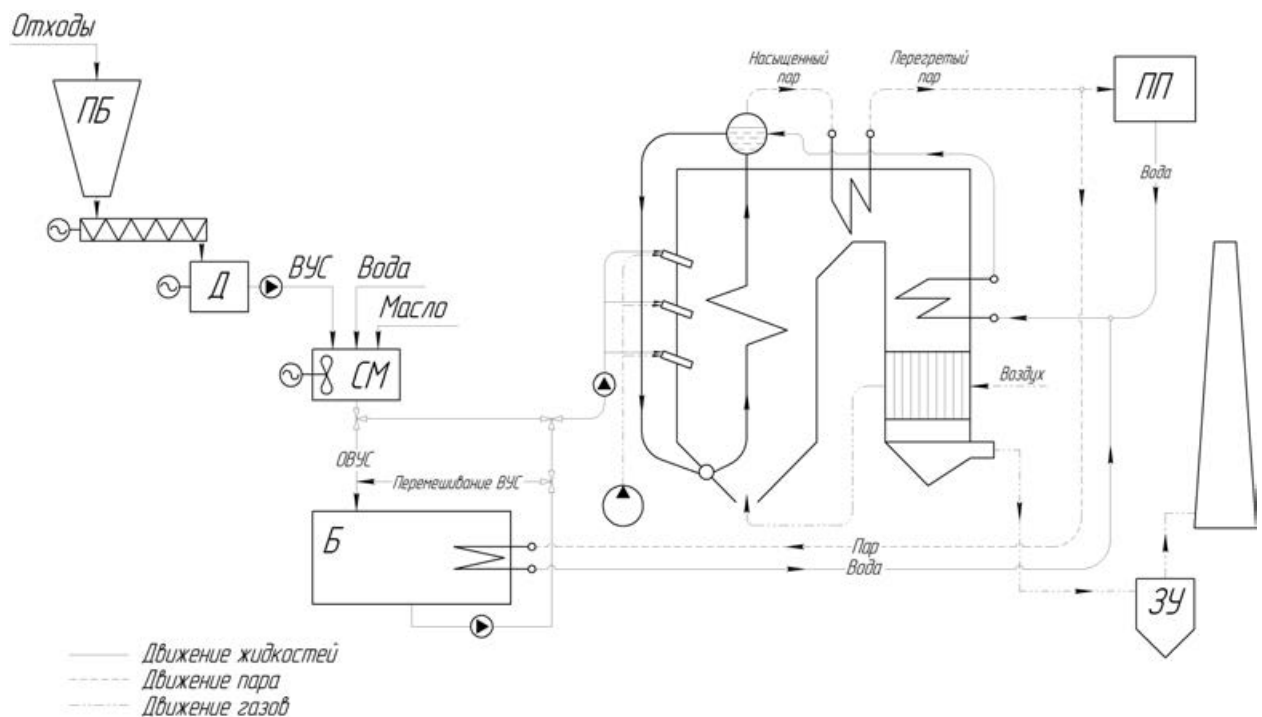 Отходы
ПБ
Д
ВУС
Вода
Масло
СМ
ОВУС
Перемешивание ВУС
Б
Насыщенный
пар
Перегретый
пар
ПП
Вода
Воздух
Пар
Вода
ЗУ
Движение жидкостей
Движение пара
Движение газов